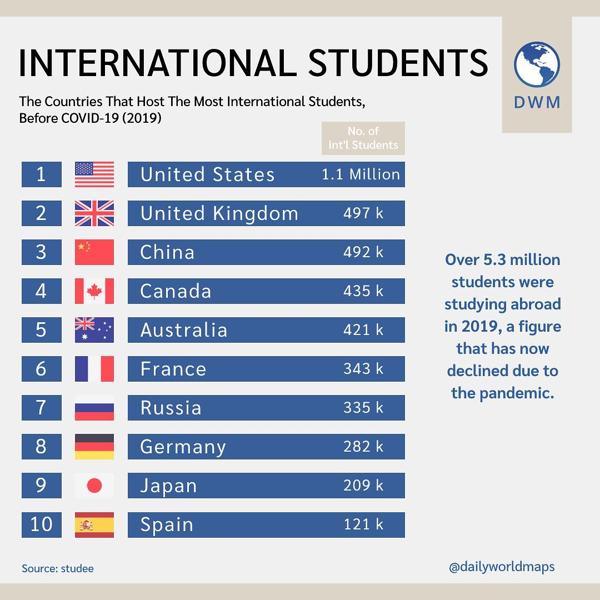 INTERNATIONAL STUDENTS
DWM
The Countries That Host The Most International Students,
Before COVID-19 (2019)
No. of
Int'l Students
1 United States 1.1 Million
2 United Kingdom 497 k
3 China 492 k
4 Canada 435 k
5 Australia 421 k
6 France 343 k
7 Russia 335 k
8 Germany 282 k
9 Japan 209 k
10 Spain 121 k
Over 5.3 million
students were
studying abroad
in 2019, a figure
that has now
declined due to
the pandemic.
Source: studee
@dailyworldmaps